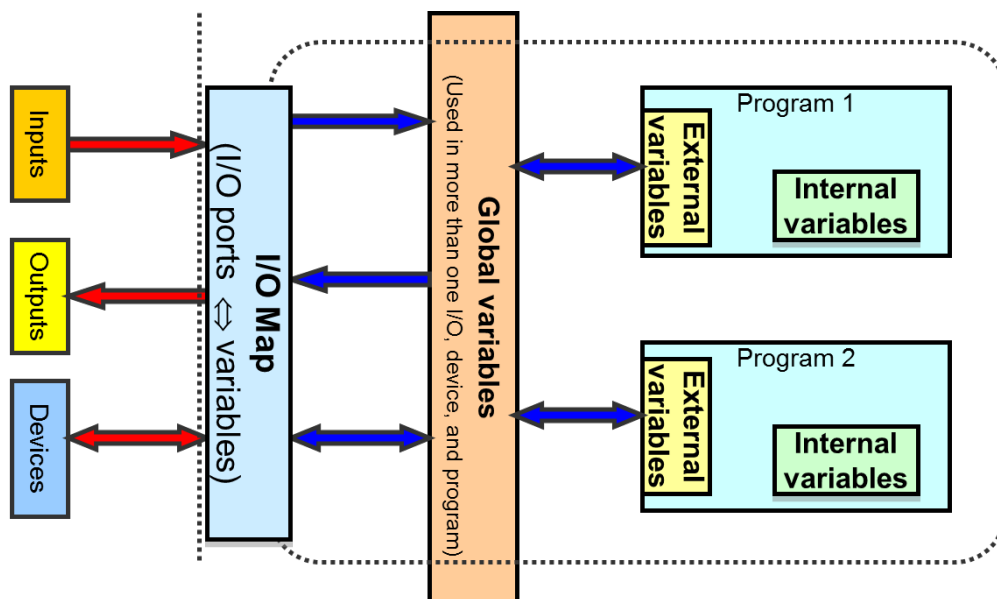 Inputs
Outputs
Devices
I/O Map
(I/O ports ⇔ variables)
Global variables
(Used in more than one I/O, device, and program)
Program 1
External
variables
Internal
variables
Program 2
External
variables
Internal
variables